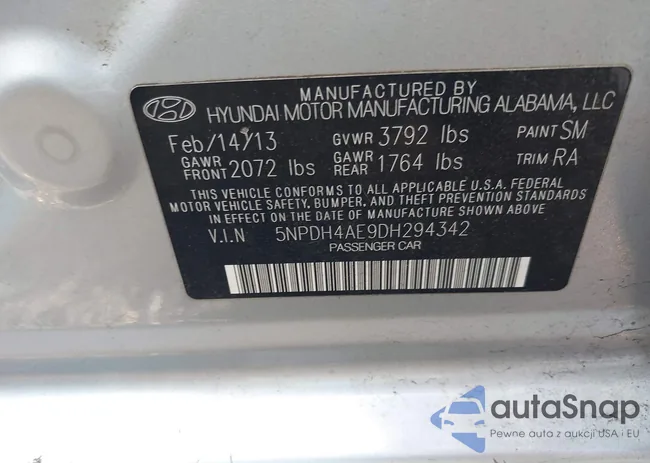 MANUFACTURED BY
HYUNDAI MOTOR MANUFACTURING ALABAMA, LLC
Feb/14/13 GVWR 3792 lbs PAINT SM
GAWR FRONT 2072 lbs GAWR REAR 1764 lbs TRIM RA
THIS VEHICLE CONFORMS TO ALL APPLICABLE U.S.A. FEDERAL
MOTOR VEHICLE SAFETY, BUMPER, AND THEFT PREVENTION STANDARDS
IN EFFECT ON THE DATE OF MANUFACTURE SHOWN ABOVE.
V.I.N 5NPDH4AE9DH294342
PASSENGER CAR
autoSnap
Pewne auta z aukcji USA i EU